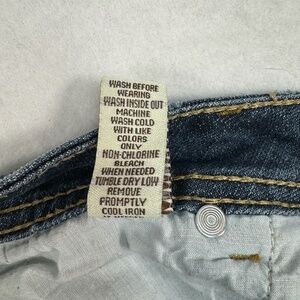 WASH BEFORE
WEARING
WASH INSIDE OUT
MACHINE
WASH COLD
WITH LIKE
COLORS
ONLY
NON-CHLORINE
BLEACH
WHEN NEEDED
TUMBLE DRY LOW
REMOVE
PROMPTLY
COOL IRON